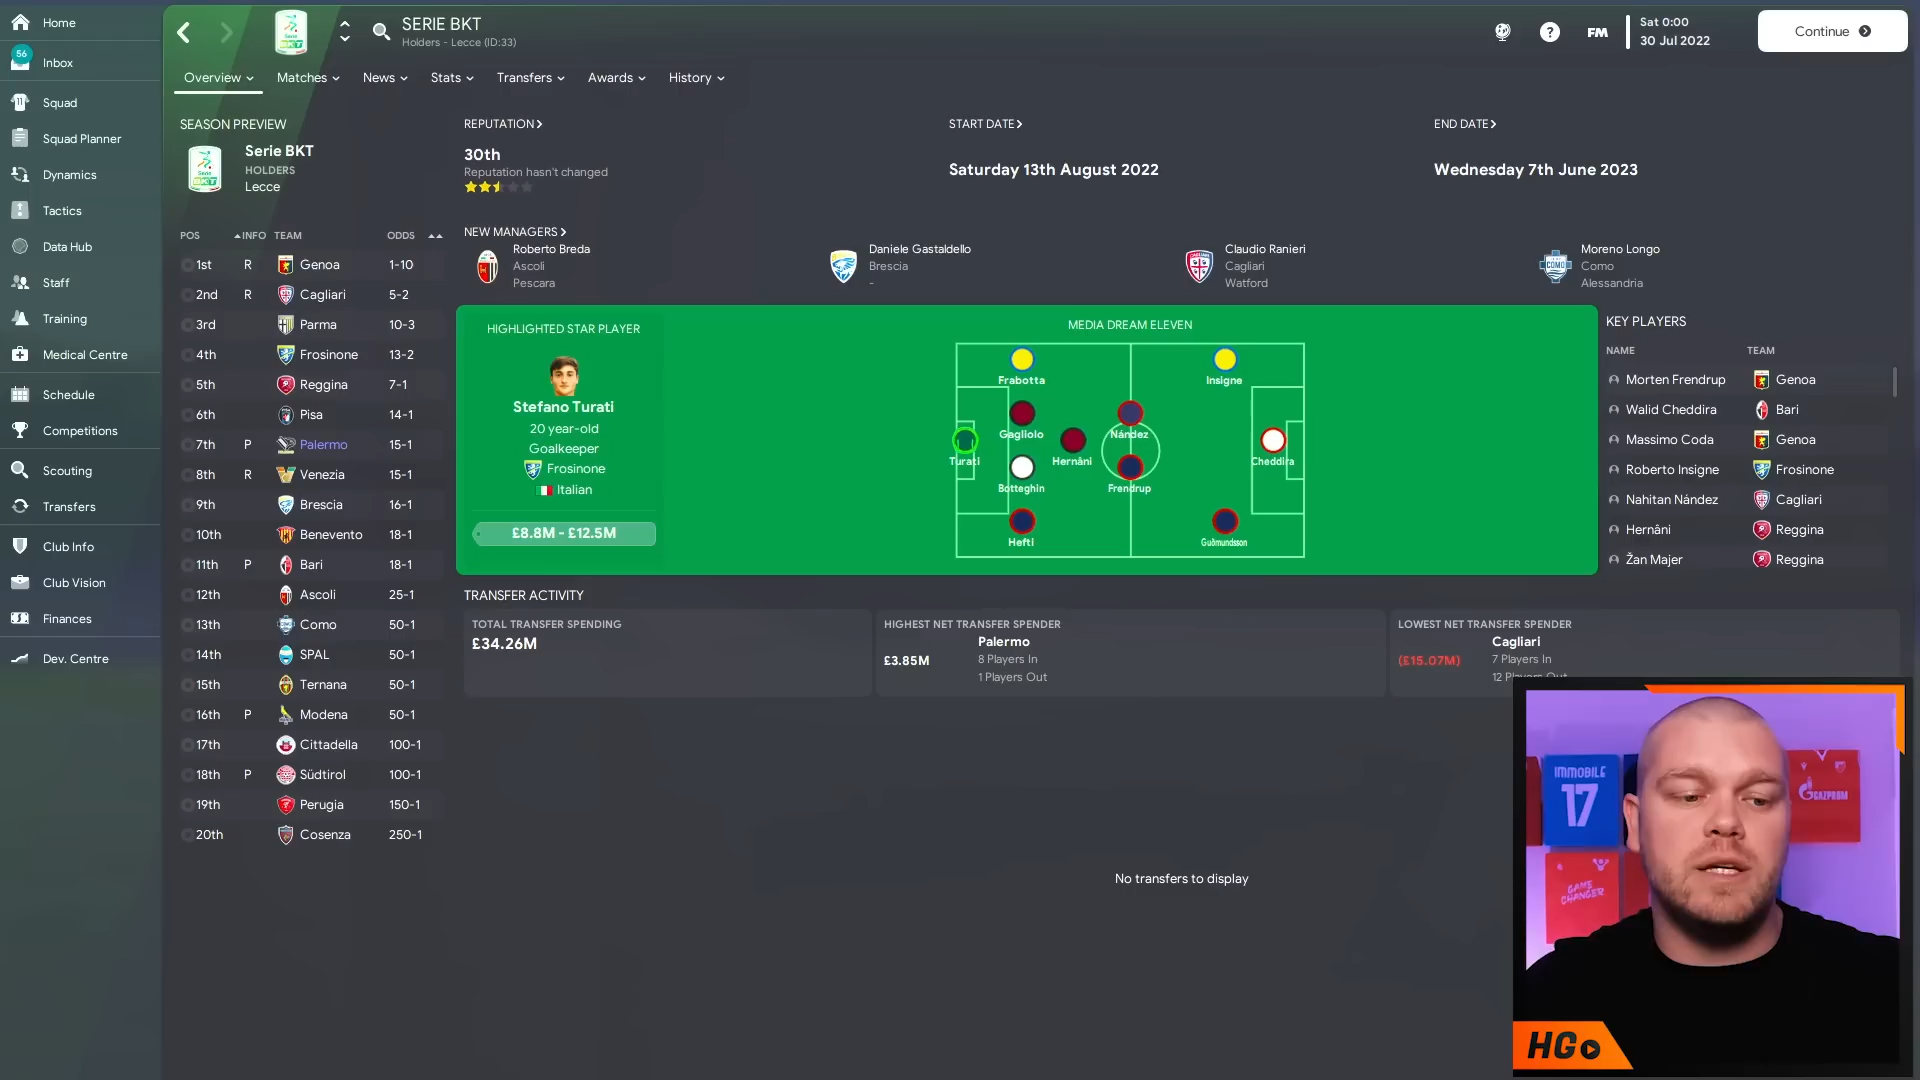 Home
56
Inbox
Squad
Squad Planner
Dynamics
Tactics
Data Hub
Staff
Training
Medical Centre
Schedule
Competitions
Scouting
Transfers
Club Info
Club Vision
Finances
Dev. Centre
SERIE BKT
Holders - Lecce (ID:33)
?
FM
Sat 0:00
30 Jul 2022
Continue
Overview
Matches
News
Stats
Transfers
Awards
History
SEASON PREVIEW
Serie BKT
HOLDERS
Lecce
REPUTATION
30th
Reputation hasn't changed
START DATE
Saturday 13th August 2022
END DATE
Wednesday 7th June 2023
POS INFO TEAM ODDS
1st R Genoa 1-10
2nd R Cagliari 5-2
3rd Parma 10-3
4th Frosinone 13-2
5th Reggina 7-1
6th Pisa 14-1
7th P Palermo 15-1
8th R Venezia 15-1
9th Brescia 16-1
10th Benevento 18-1
11th P Bari 18-1
12th Ascoli 25-1
13th Como 50-1
14th SPAL 50-1
15th Ternana 50-1
16th P Modena 50-1
17th Cittadella 100-1
18th P Südtirol 100-1
19th Perugia 150-1
20th Cosenza 250-1
NEW MANAGERS
Roberto Breda
Ascoli
Pescara
Daniele Gastaldello
Brescia
-
Claudio Ranieri
Cagliari
Watford
Moreno Longo
Como
Alessandria
HIGHLIGHTED STAR PLAYER
Stefano Turati
20 year-old
Goalkeeper
Frosinone
Italian
£8.8M - £12.5M
MEDIA DREAM ELEVEN
Frabotta
Insigne
Gagliolo
Nández
Turati
Hernâni
Cheddira
Botteghin
Frendrup
Hefti
Guðmundsson
KEY PLAYERS
NAME TEAM
Morten Frendrup Genoa
Walid Cheddira Bari
Massimo Coda Genoa
Roberto Insigne Frosinone
Nahitan Nández Cagliari
Hernâni Reggina
Žan Majer Reggina
TRANSFER ACTIVITY
TOTAL TRANSFER SPENDING
£34.26M
HIGHEST NET TRANSFER SPENDER
Palermo
£3.85M
8 Players In
1 Players Out
LOWEST NET TRANSFER SPENDER
Cagliari
(£15.07M)
7 Players In
12 Players Out
No transfers to display
IMMOBILE
17
GAZPROM
GAME
CHANGER
HG